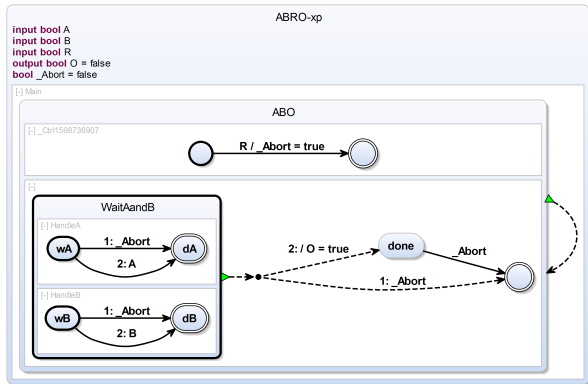 ABRO-xp
input bool A
input bool B
input bool R
output bool O = false
bool _Abort = false
[-] Main
ABO
[-] _Ctrl1598736907
R / _Abort = true
[-]
WaitAandB
[-] HandleA
wA
1: _Abort
2: A
dA
[-] HandleB
wB
1: _Abort
2: B
dB
2: / O = true
done
_Abort
1: _Abort